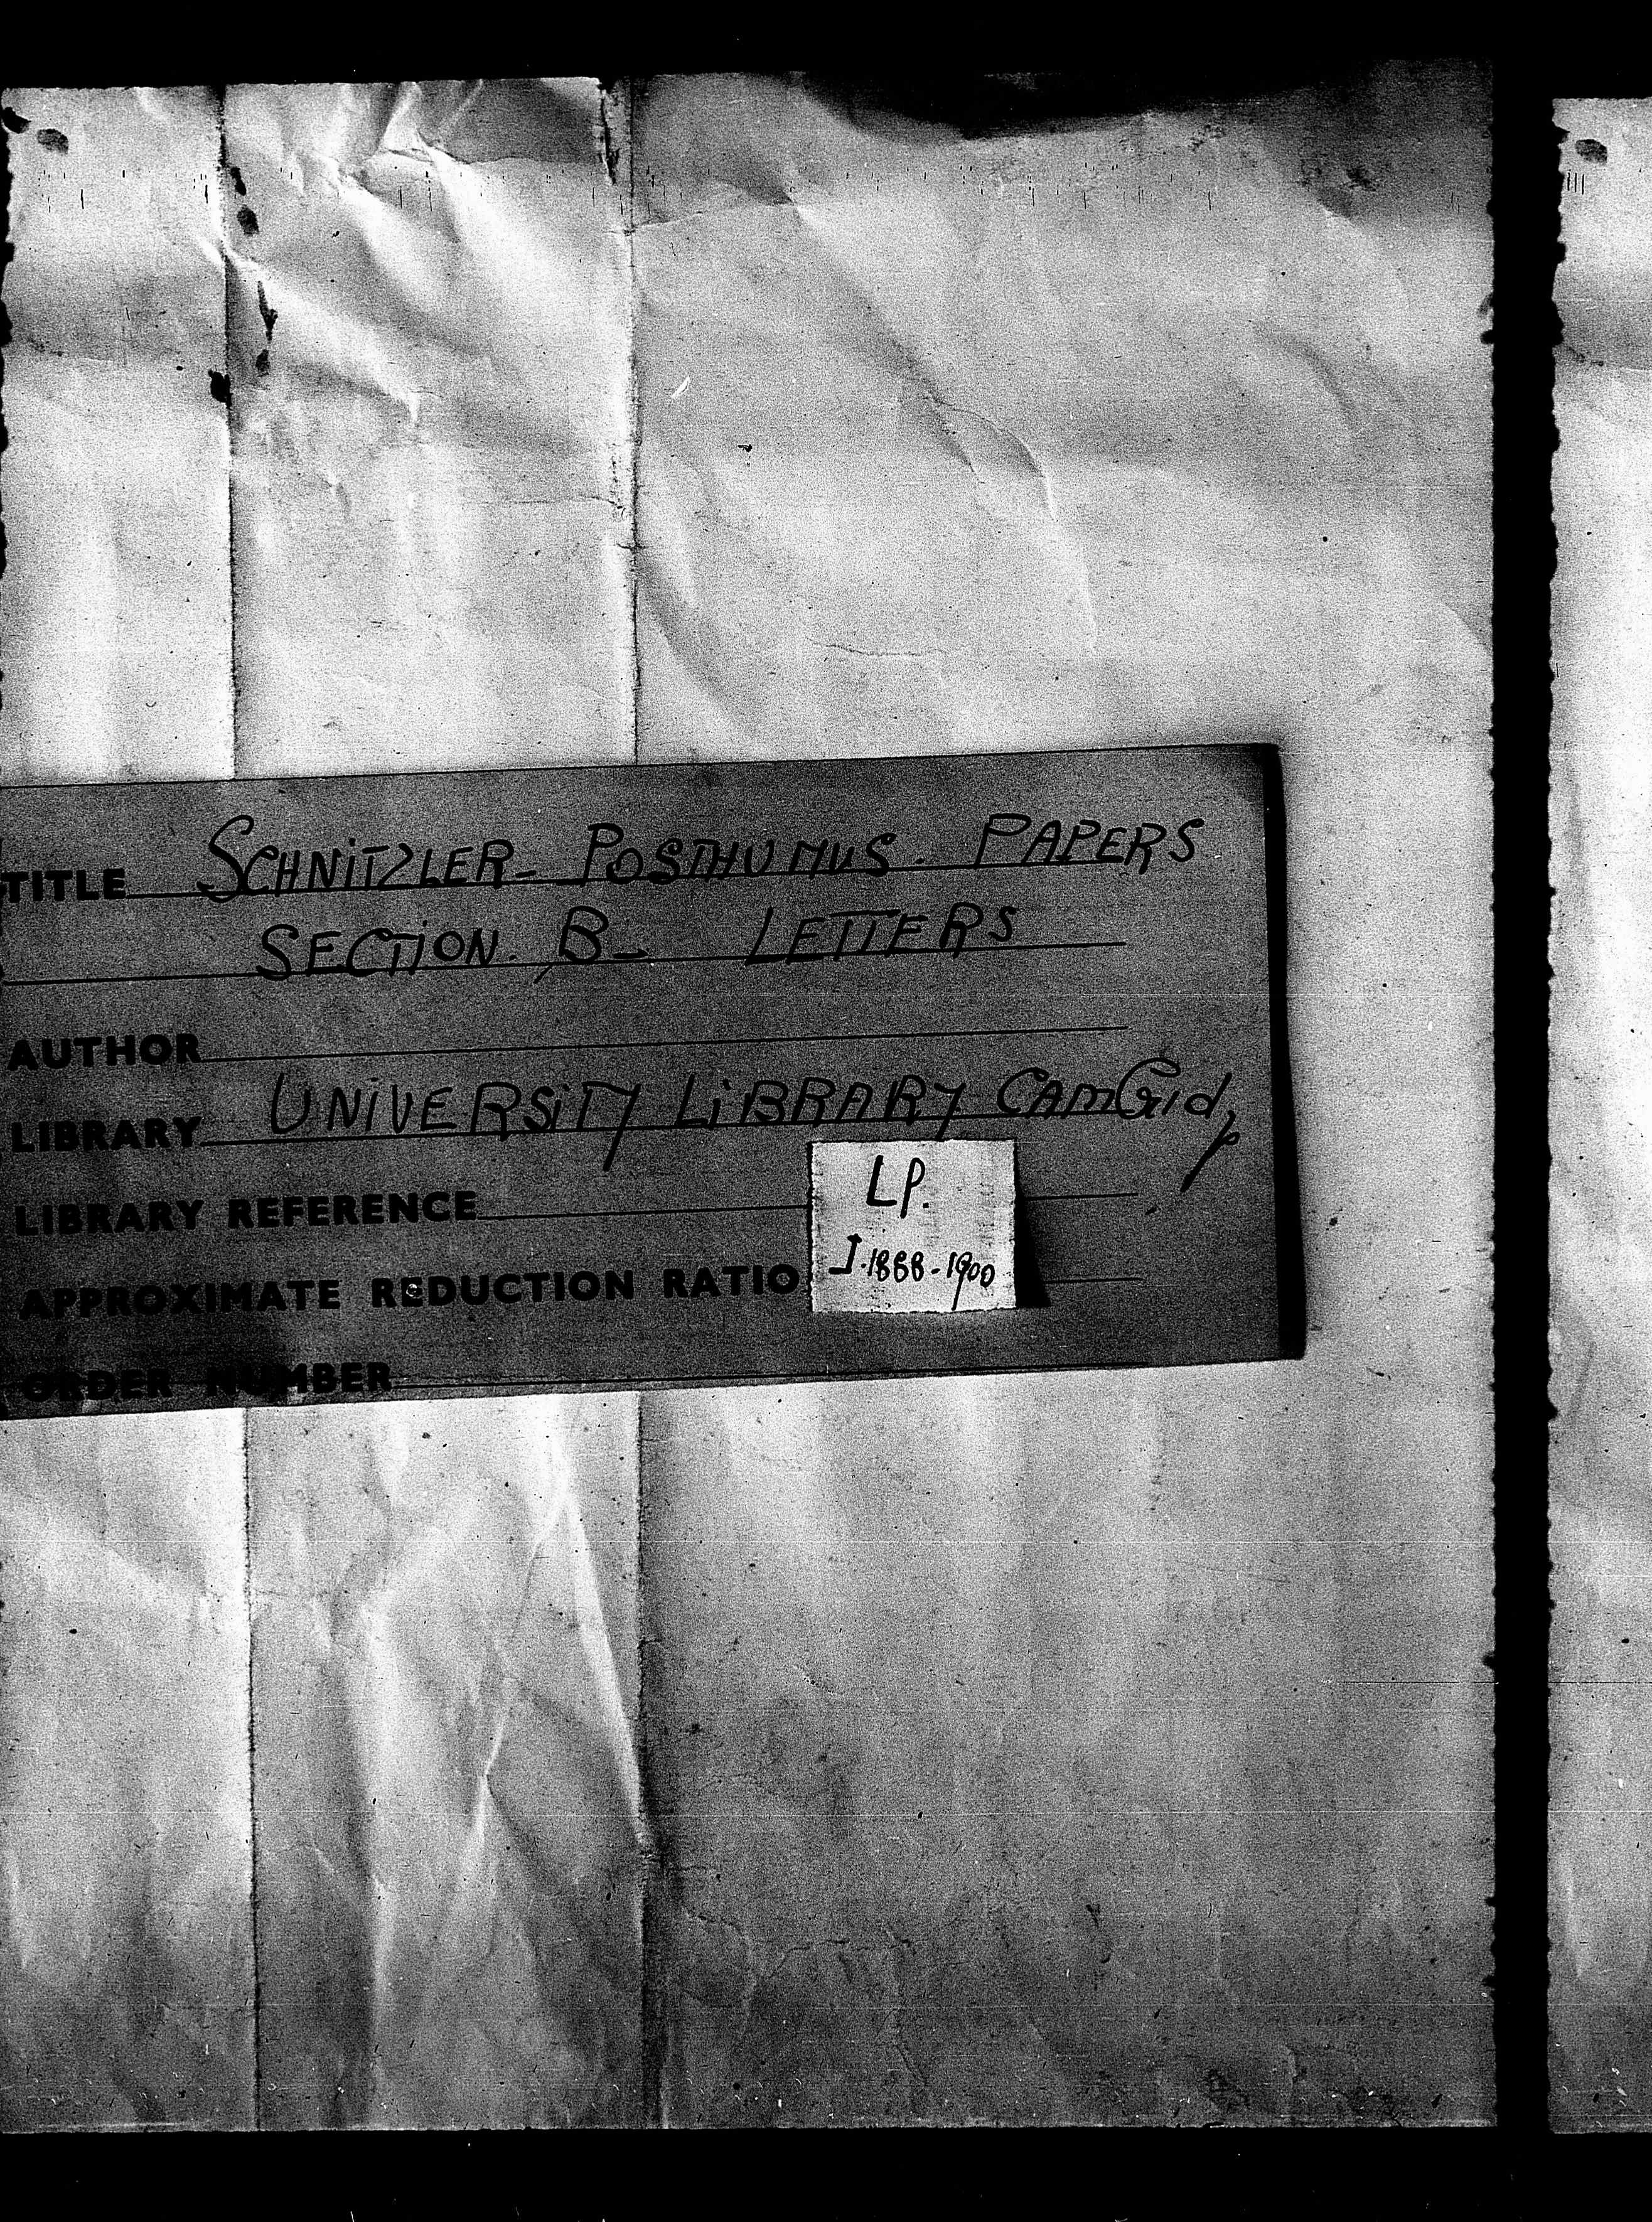 TITLE SCHNITZLER - POSTHUMUS. PAPERS
SECTION. B - LETTERS
AUTHOR
LIBRARY UNIVERSITY LIBRARY
LIBRARY REFERENCE
LP.
APPROXIMATE REDUCTION RATIO
I. 1888 - 1900
ORDER NUMBER